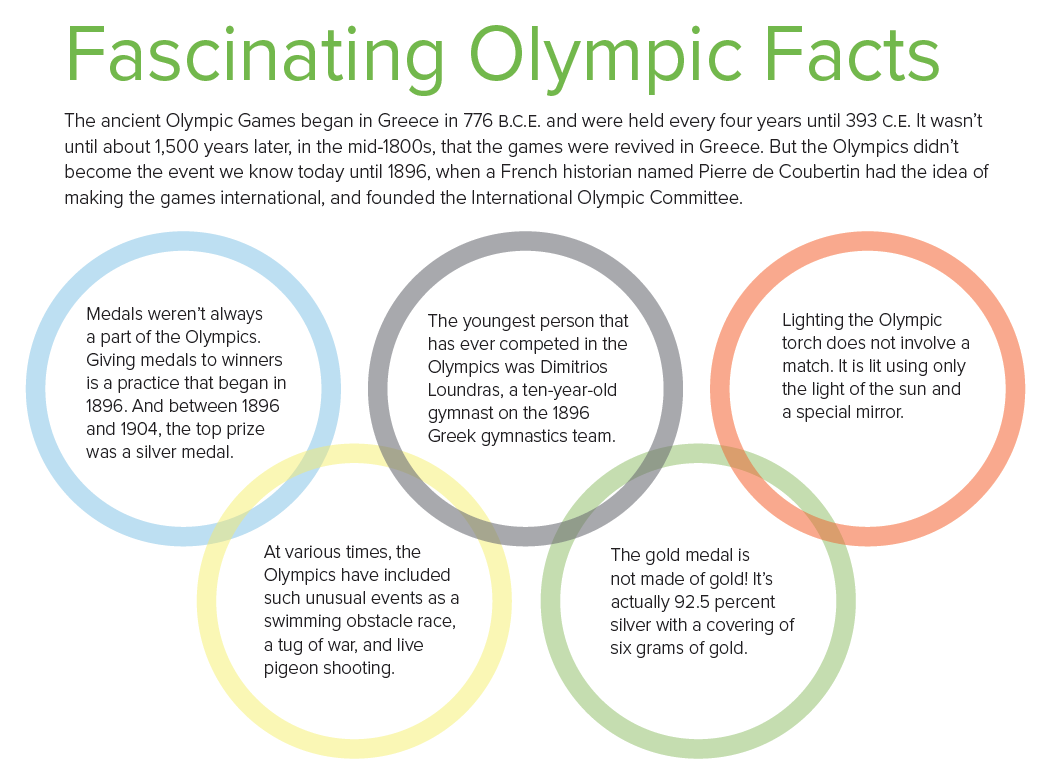 Fascinating Olympic Facts
The ancient Olympic Games began in Greece in 776 B.C.E. and were held every four years until 393 C.E. It wasn't
until about 1,500 years later, in the mid-1800s, that the games were revived in Greece. But the Olympics didn't
become the event we know today until 1896, when a French historian named Pierre de Coubertin had the idea of
making the games international, and founded the International Olympic Committee.
Medals weren't always
a part of the Olympics.
Giving medals to winners
is a practice that began in
1896. And between 1896
and 1904, the top prize
was a silver medal.
The youngest person that
has ever competed in the
Olympics was Dimitrios
Loundras, a ten-year-old
gymnast on the 1896
Greek gymnastics team.
Lighting the Olympic
torch does not involve a
match. It is lit using only
the light of the sun and
a special mirror.
At various times, the
Olympics have included
such unusual events as a
swimming obstacle race,
a tug of war, and live
pigeon shooting.
The gold medal is
not made of gold! It's
actually 92.5 percent
silver with a covering of
six grams of gold.